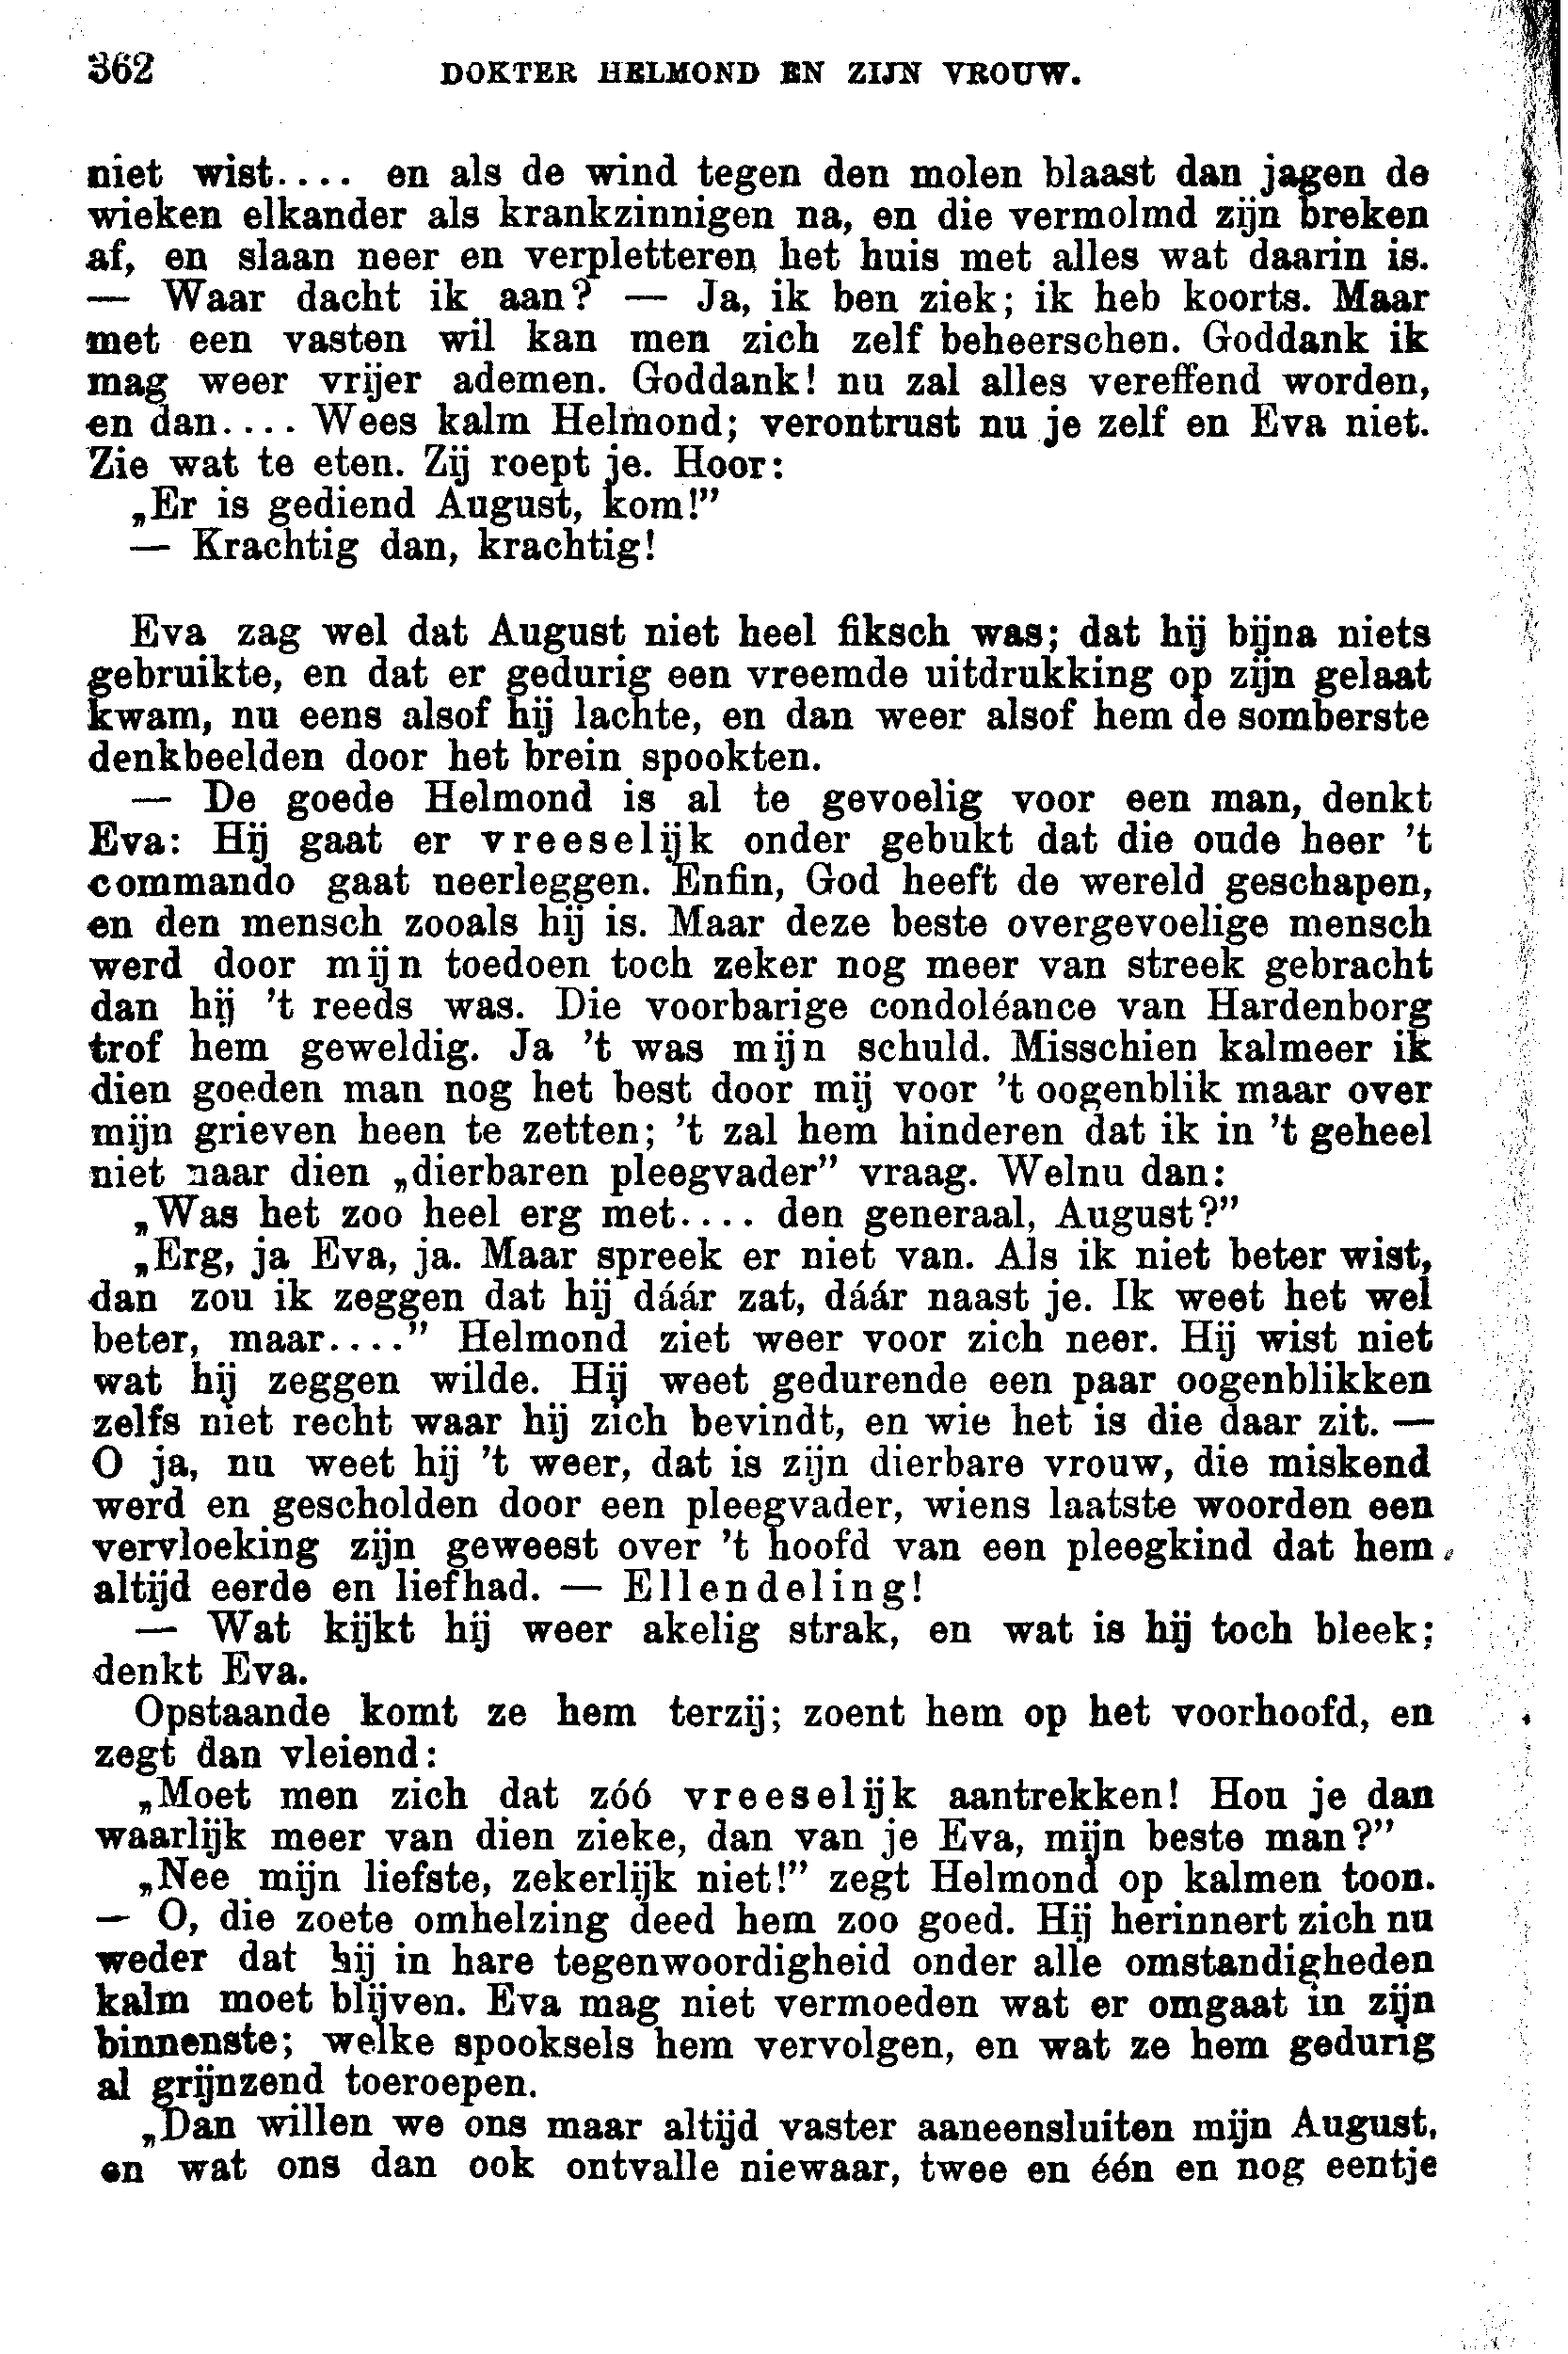 362 DOKTER HELMOND EN ZIJN VROUW.
niet wist.... en als de wind tegen den molen blaast dan jagen de
wieken elkander als krankzinnigen na, en die vermolmd zijn breken
af, en slaan neer en verpletteren het huis met alles wat daarin is.
— Waar dacht ik aan? — Ja, ik ben ziek; ik heb koorts. Maar
met een vasten wil kan men zich zelf beheerschen. Goddank ik
mag weer vrijer ademen. Goddank! nu zal alles vereffend worden,
en dan.... Wees kalm Helmond; verontrust nu je zelf en Eva niet.
Zie wat te eten. Zij roept je. Hoor:
„Er is gediend August, kom!”
— Krachtig dan, krachtig!
Eva zag wel dat August niet heel fiksch was; dat hij bijna niets
gebruikte, en dat er gedurig een vreemde uitdrukking op zijn gelaat
kwam, nu eens alsof hij lachte, en dan weer alsof hem de somberste
denkbeelden door het brein spookten.
— De goede Helmond is al te gevoelig voor een man, denkt
Eva: Hij gaat er vreeselijk onder gebukt dat die oude heer 't
commando gaat neerleggen. Enfin, God heeft de wereld geschapen,
en den mensch zooals hij is. Maar deze beste overgevoelige mensch
werd door mijn toedoen toch zeker nog meer van streek gebracht
dan hij 't reeds was. Die voorbarige condoléance van Hardenborg
trof hem geweldig. Ja 't was mijn schuld. Misschien kalmeer ik
dien goeden man nog het best door mij voor 't oogenblik maar over
mijn grieven heen te zetten; 't zal hem hinderen dat ik in 't geheel
niet naar dien „dierbaren pleegvader” vraag. Welnu dan:
„Was het zoo heel erg met.... den generaal, August?”
„Erg, ja Eva, ja. Maar spreek er niet van. Als ik niet beter wist,
dan zou ik zeggen dat hij dáár zat, dáár naast je. Ik weet het wel
beter, maar....” Helmond ziet weer voor zich neer. Hij wist niet
wat hij zeggen wilde. Hij weet gedurende een paar oogenblikken
zelfs niet recht waar hij zich bevindt, en wie het is die daar zit. —
O ja, nu weet hij 't weer, dat is zijn dierbare vrouw, die miskend
werd en gescholden door een pleegvader, wiens laatste woorden een
vervloeking zijn geweest over 't hoofd van een pleegkind dat hem
altijd eerde en liefhad. — Ellendeling!
— Wat kijkt hij weer akelig strak, en wat is hij toch bleek;
denkt Eva.
Opstaande komt ze hem terzij; zoent hem op het voorhoofd, en
zegt dan vleiend:
„Moet men zich dat zóó vreeselijk aantrekken! Hou je dan
waarlijk meer van dien zieke, dan van je Eva, mijn beste man?”
„Nee mijn liefste, zekerlijk niet!” zegt Helmond op kalmen toon.
— O, die zoete omhelzing deed hem zoo goed. Hij herinnert zich nu
weder dat hij in hare tegenwoordigheid onder alle omstandigheden
kalm moet blijven. Eva mag niet vermoeden wat er omgaat in zijn
binnenste; welke spooksels hem vervolgen, en wat ze hem gedurig
al grijnzend toeroepen.
„Dan willen we ons maar altijd vaster aaneensluiten mijn August,
en wat ons dan ook ontvalle niewaar, twee en één en nog eentje